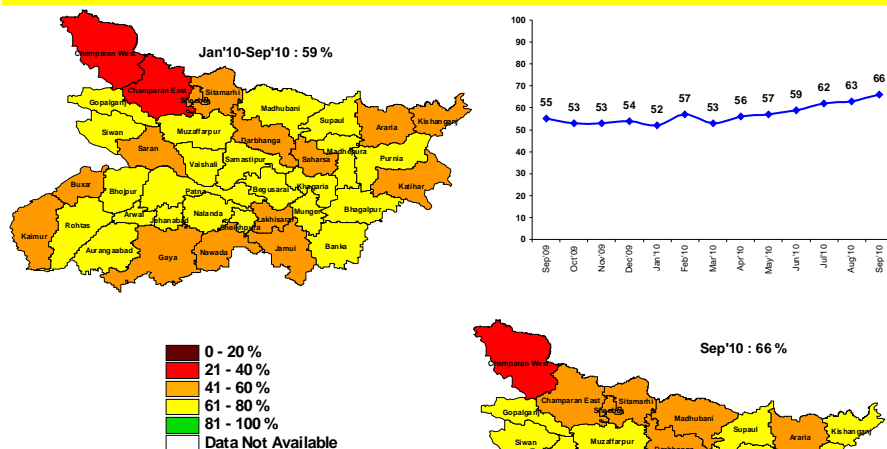 Jan'10-Sep'10 : 59 %
Champaran West
Champaran East
Sitamarhi
Gopalganj
Madhubani
Siwan
Muzaffarpur
Supaul
Araria
Kishanganj
Saran
Darbhanga
Saharsa
Madhepura
Purnia
Vaishali
Samastipur
Katihar
Buxar
Bhojpur
Patna
Begusarai
Khagaria
Bhagalpur
Kaimur
Rohtas
Arwal
Jehanabad
Nalanda
Sheikhpura
Lakhisarai
Munger
Aurangaabad
Gaya
Nawada
Jamui
Banka
100
90
80
70
60
50
40
30
20
10
0
55 53 53 54 52 57 53 56 57 59 62 63 66
Sep'09 Oct'09 Nov'09 Dec'09 Jan'10 Feb'10 Mar'10 Apr'10 May'10 Jun'10 Jul'10 Aug'10 Sep'10
0 - 20 %
21 - 40 %
41 - 60 %
61 - 80 %
81 - 100 %
Data Not Available
Sep'10 : 66 %
Champaran West
Champaran East
Sitamarhi
Gopalganj
Madhubani
Siwan
Muzaffarpur
Supaul
Araria
Kishanganj